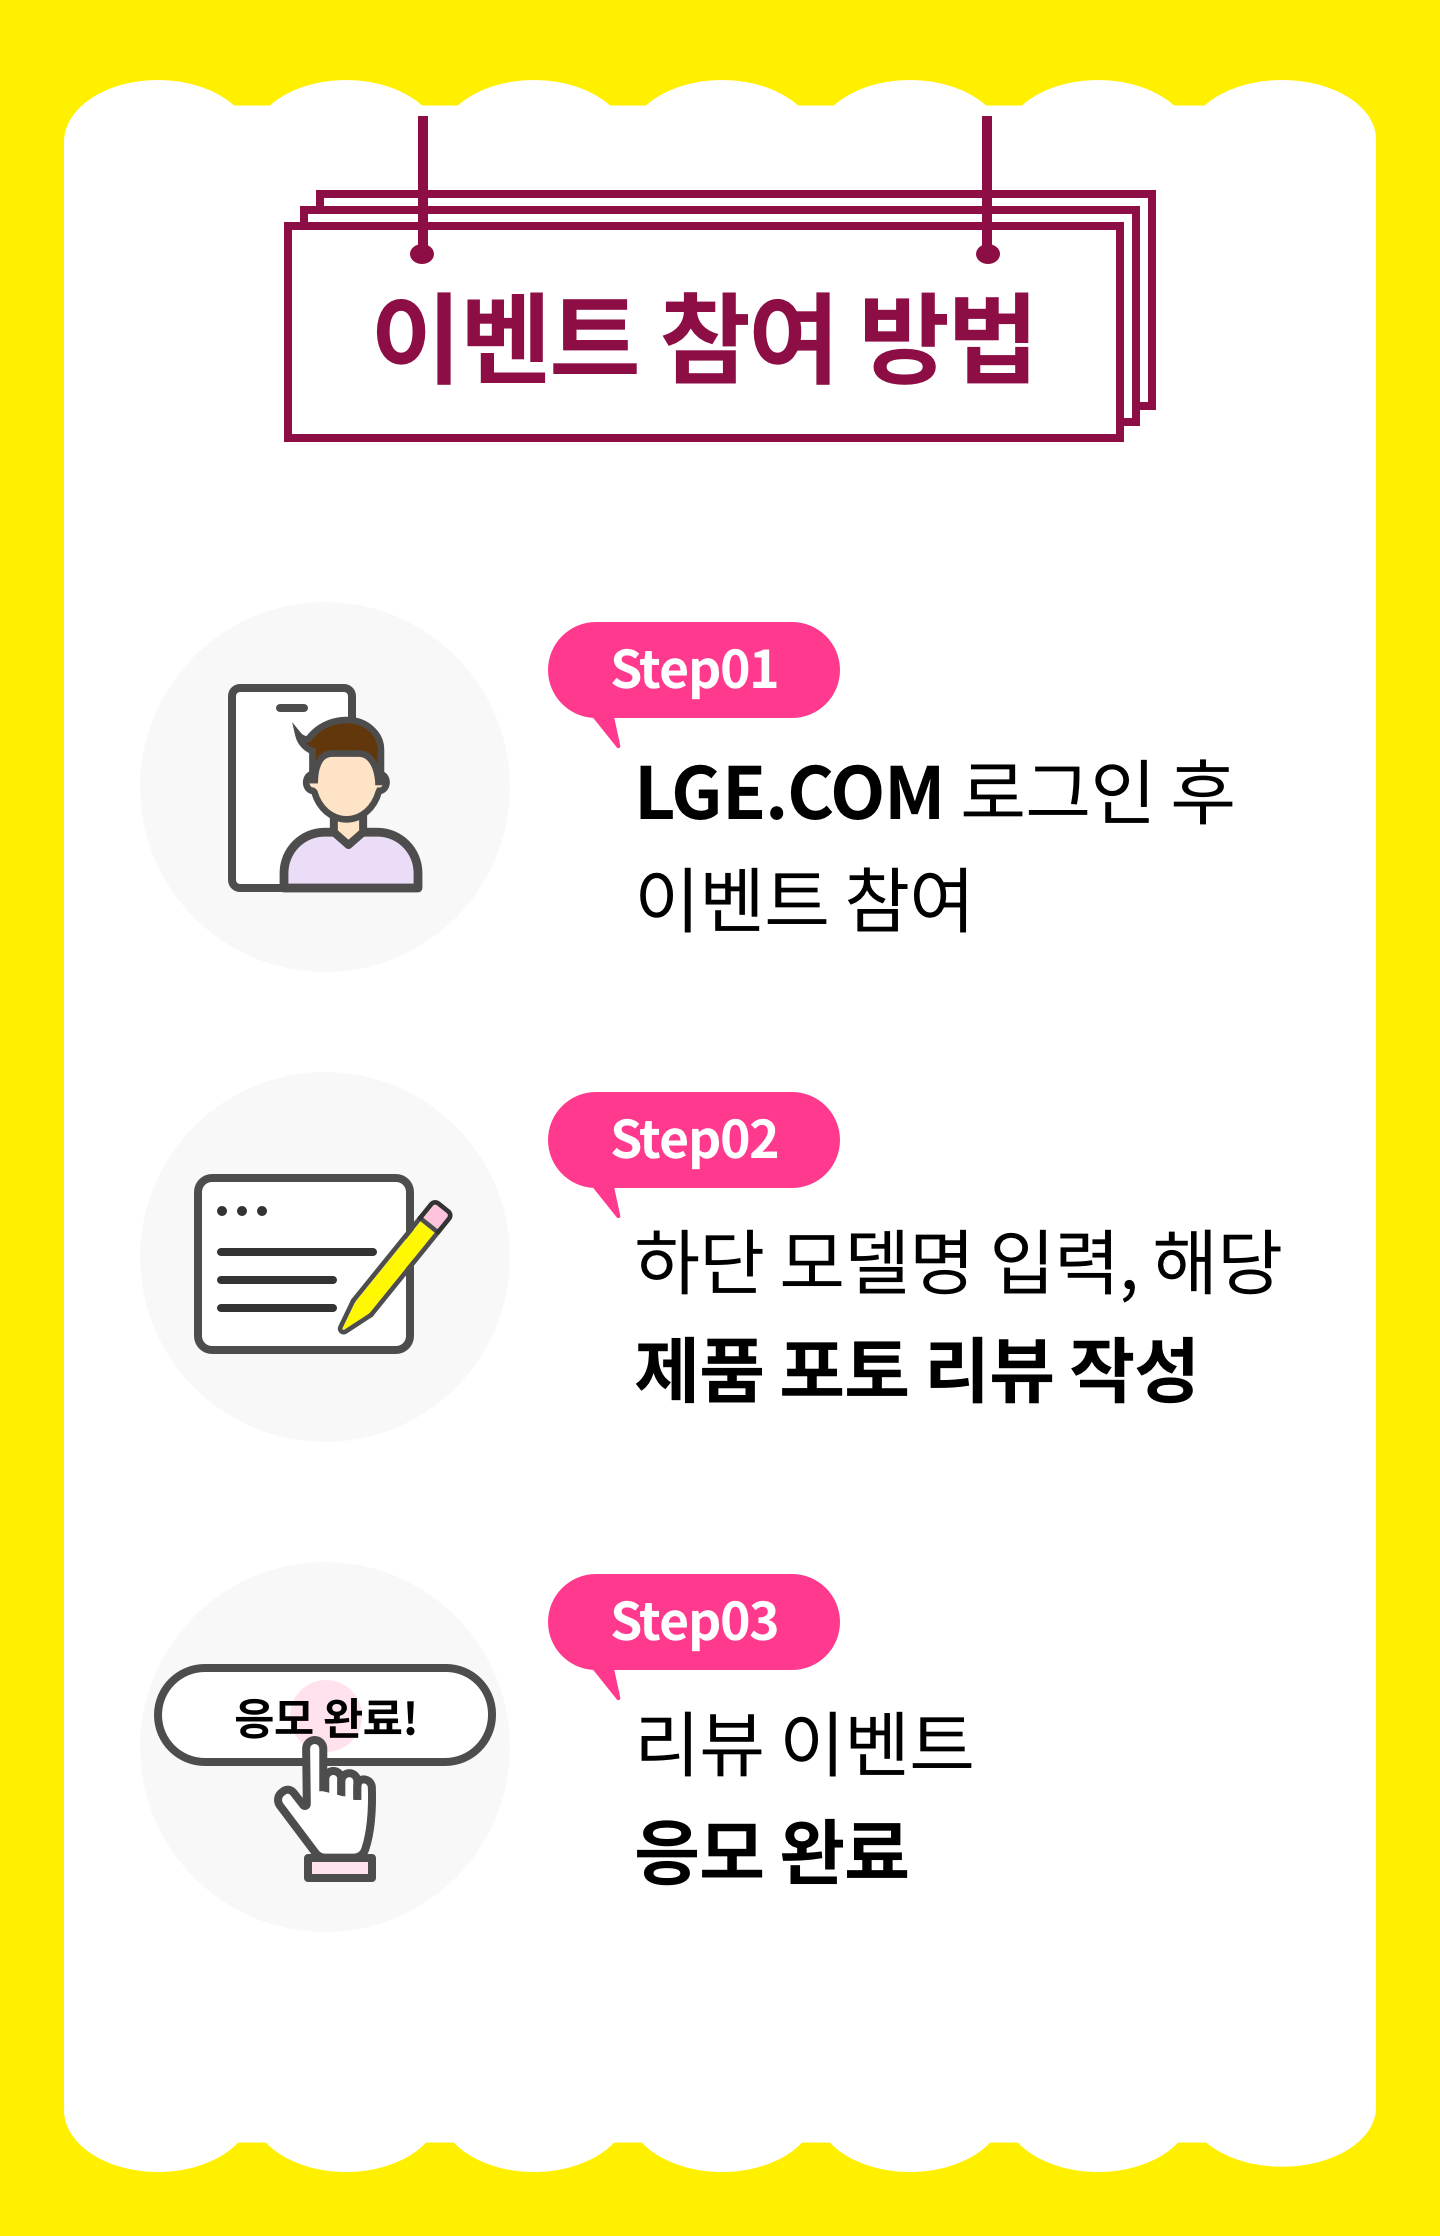 이벤트 참여 방법
Step01
LGE.COM 로그인 후
이벤트 참여
Step02
하단 모델명 입력, 해당
제품 포토 리뷰 작성
응모 완료!
Step03
리뷰 이벤트
응모 완료